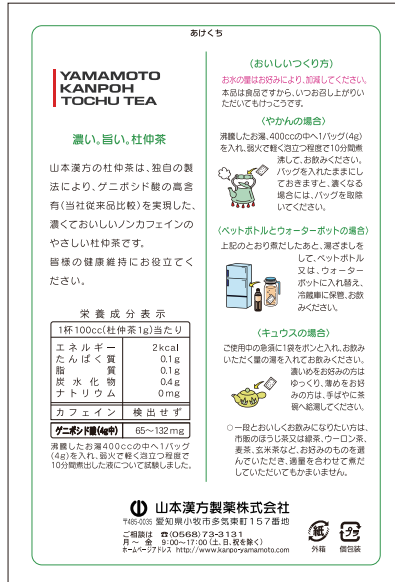 あけくち
YAMAMOTO
KANPOH
TOCHU TEA
濃い。旨い。杜仲茶
山本漢方の杜仲茶は、独自の製
法により、ゲニポシド酸の高含
有(当社従来品比較)を実現した、
濃くておいしいノンカフェインの
やさしい杜仲茶です。
皆様の健康維持にお役立てく
ださい。
栄養成分表示
1杯100cc(杜仲茶1g)当たり
エネルギー 2kcal
たんぱく質 0.1g
脂質 0.1g
炭水化物 0.4g
ナトリウム 0mg
カフェイン 検出せず
ゲニポシド酸(4g中) 65〜132mg
沸騰したお湯400ccの中へ1バッグ
(4g)を入れ、弱火で軽く泡立つ程度で
10分間煮出した液について試験しました。
〈おいしいつくり方〉
お水の量はお好みにより、加減してください。
本品は食品ですから、いつお召し上がりい
ただいてもけっこうです。
〈やかんの場合〉
沸騰したお湯、400ccの中へ1バッグ(4g)
を入れ、弱火で軽く泡立つ程度で10分間煮
沸して、お飲みください。
バッグを入れたままにし
ておきますと、濃くなる
場合には、バッグを取除
いてください。
〈ペットボトルとウォーターポットの場合〉
上記のとおり煮だしたあと、湯ざましを
して、ペットボトル
又は、ウォーター
ポットに入れ替え、
冷蔵庫に保管、お飲
みください。
〈キュウスの場合〉
ご使用中の急須に1袋をポンと入れ、お飲み
いただく量の湯を入れてお飲みください。
濃いめをお好みの方は
ゆっくり、薄めをお好
みの方は、手ばやに茶
碗へ給湯してください。
○一段とおいしくお飲みになりたい方は、
市販のほうじ茶又は緑茶、ウーロン茶、
麦茶、玄米茶など、お好みのものを選
んでいただき、適量を合わせて煮だ
していただいてもかまいません。
山本漢方製薬株式会社
〒485-0035 愛知県小牧市多気東町157番地
ご相談は ☎(0568)73-3131
月〜金 9:00〜17:00(土、日、祝を除く)
ホームページアドレス http://www.kanpo-yamamoto.com
紙
外箱
プラ
個包装